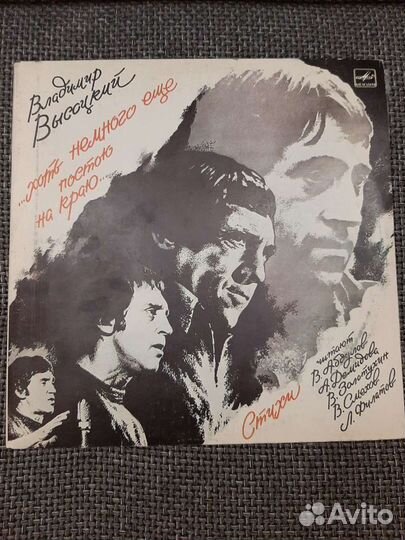 Владимир
Высоцкий
...хоть немного еще
постою
на краю...
Стихи
читают
В. Абдулов
А. Демидова
В. Золотухин
В. Смехов
Л. Филатов
Avito